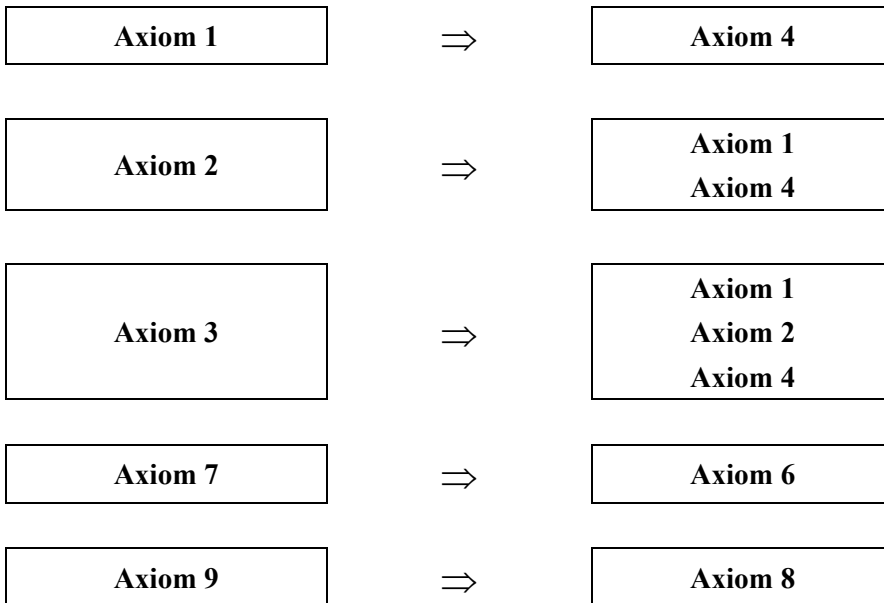 Axiom 1 ⇒ Axiom 4
Axiom 2 ⇒ Axiom 1
Axiom 4
Axiom 3 ⇒ Axiom 1
Axiom 2
Axiom 4
Axiom 7 ⇒ Axiom 6
Axiom 9 ⇒ Axiom 8